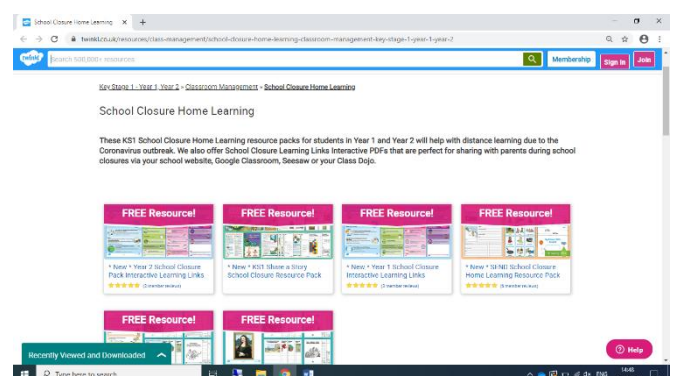 School Closure Home Learning
twinkl.co.uk/resources/class-management/school-closure-home-learning-classroom-management-key-stage-1-year-1-year-2
twinkl
Search 500,000+ resources
Membership
Sign In
Join
Key Stage 1 - Year 1, Year 2 » Classroom Management » School Closure Home Learning
School Closure Home Learning
These KS1 School Closure Home Learning resource packs for students in Year 1 and Year 2 will help with distance learning due to the
Coronavirus outbreak. We also offer School Closure Learning Links Interactive PDFs that are perfect for sharing with parents during school
closures via your school website, Google Classroom, Seesaw or your Class Dojo.
FREE Resource!
* New * Year 2 School Closure
Pack Interactive Learning Links
FREE Resource!
* New * KS1 Share a Story
School Closure Resource Pack
FREE Resource!
* New * Year 1 School Closure
Interactive Learning Links
FREE Resource!
* New * SEND School Closure
Home Learning Resource Pack
FREE Resource!
FREE Resource!
Recently Viewed and Downloaded
Help
Type here to search
ENG
14:48